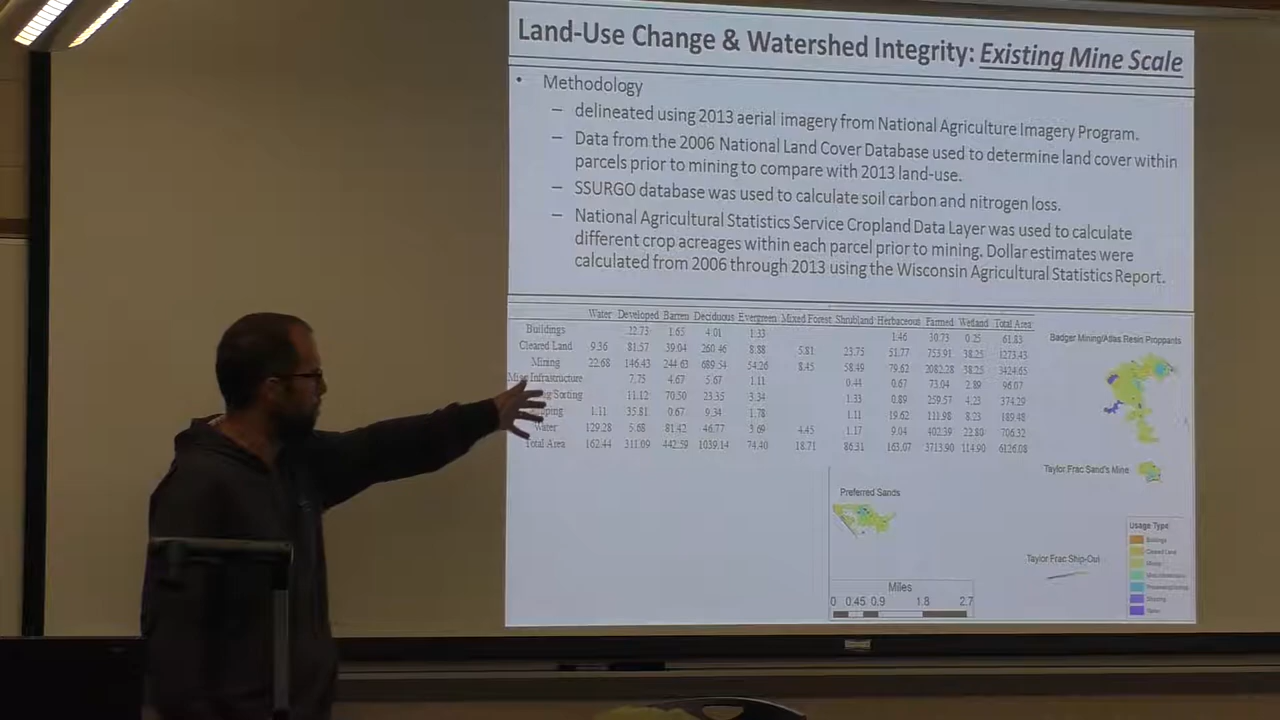 Land-Use Change & Watershed Integrity: Existing Mine Scale
• Methodology
– delineated using 2013 aerial imagery from National Agriculture Imagery Program.
– Data from the 2006 National Land Cover Database used to determine land cover within
parcels prior to mining to compare with 2013 land-use.
– SSURGO database was used to calculate soil carbon and nitrogen loss.
– National Agricultural Statistics Service Cropland Data Layer was used to calculate
different crop acreages within each parcel prior to mining. Dollar estimates were
calculated from 2006 through 2013 using the Wisconsin Agricultural Statistics Report.
Water Developed Barren Deciduous Evergreen Mixed Forest Shrubland Herbaceous Farmed Wetland Total Area
Buildings 22.73 1.65 4.01 1.33 1.46 30.73 0.25 61.83
Cleared Land 9.36 81.57 39.04 260.46 8.88 5.81 23.75 51.77 753.91 38.25 1273.43
Mining 22.68 146.43 244.63 689.54 54.26 8.45 58.49 79.62 2082.28 38.25 3424.65
Infrastructure 7.75 4.67 5.67 1.11 0.44 0.67 73.04 2.89 96.07
Sorting 11.12 70.50 23.35 3.34 1.33 0.89 259.57 4.23 374.29
1.11 35.81 0.67 9.34 1.78 1.11 19.62 111.98 8.23 189.48
Water 129.28 5.68 81.42 46.77 3.69 4.45 1.17 9.04 402.39 22.80 706.32
Total Area 162.44 311.09 442.59 1039.14 74.40 18.71 86.31 163.07 3713.90 114.90 6126.08
Badger Mining/Atlas Resin Proppants
Taylor Frac Sand's Mine
Preferred Sands
Taylor Frac Ship-Out
Miles
0 0.45 0.9 1.8 2.7
Usage Type
Buildings
Cleared Land